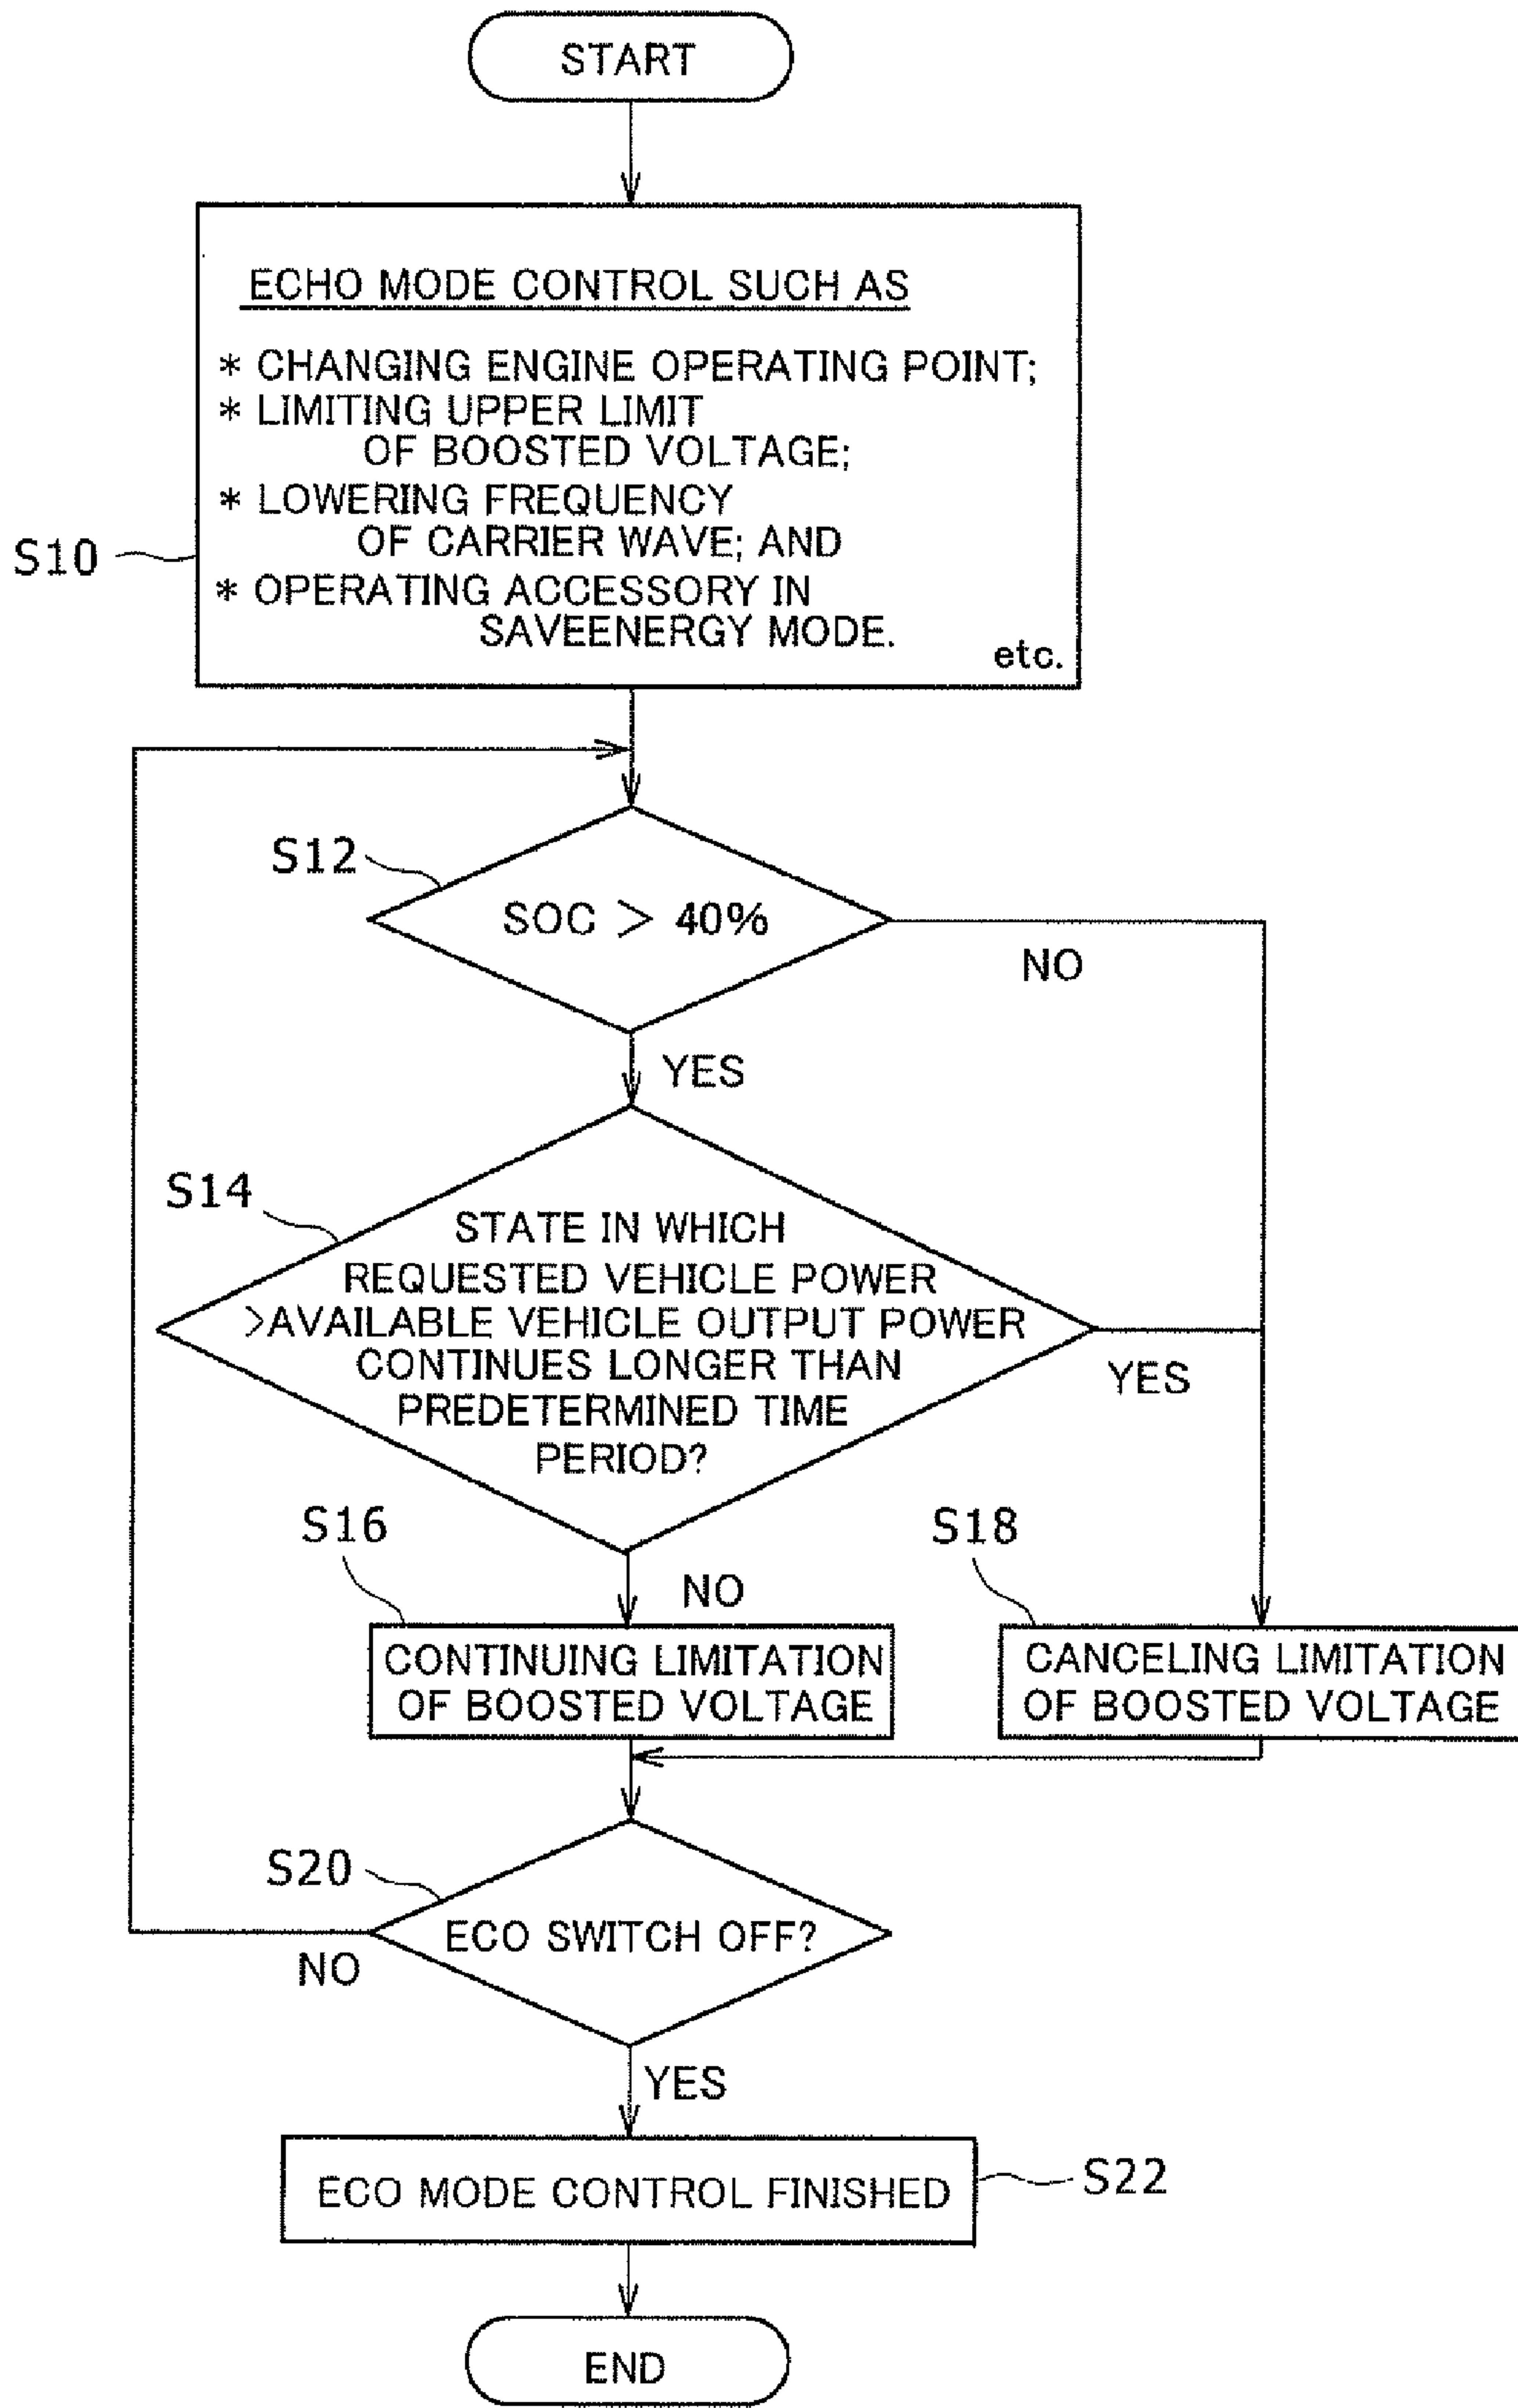 START
ECHO MODE CONTROL SUCH AS
* CHANGING ENGINE OPERATING POINT;
* LIMITING UPPER LIMIT
OF BOOSTED VOLTAGE;
* LOWERING FREQUENCY
OF CARRIER WAVE; AND
* OPERATING ACCESSORY IN
SAVEENERGY MODE.
etc.
S10
S12
SOC > 40%
NO
YES
S14
STATE IN WHICH
REQUESTED VEHICLE POWER
>AVAILABLE VEHICLE OUTPUT POWER
CONTINUES LONGER THAN
PREDETERMINED TIME
PERIOD?
YES
NO
S16
CONTINUING LIMITATION
OF BOOSTED VOLTAGE
S18
CANCELING LIMITATION
OF BOOSTED VOLTAGE
S20
ECO SWITCH OFF?
NO
YES
ECO MODE CONTROL FINISHED
S22
END